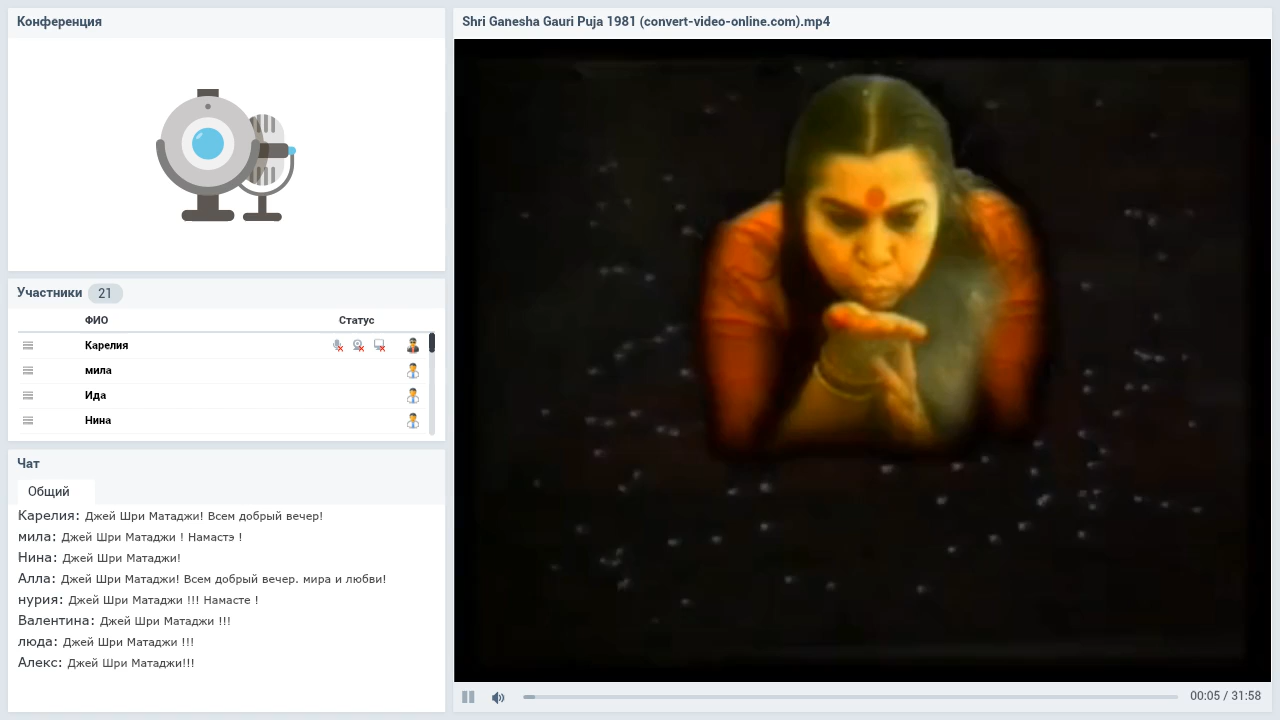 Конференция
Участники 21
ФИО Статус
Карелия
мила
Ида
Нина
Чат
Общий
Карелия: Джей Шри Матаджи! Всем добрый вечер!
мила: Джей Шри Матаджи ! Намастэ !
Нина: Джей Шри Матаджи!
Алла: Джей Шри Матаджи! Всем добрый вечер. мира и любви!
нурия: Джей Шри Матаджи !!! Намасте !
Валентина: Джей Шри Матаджи !!!
люда: Джей Шри Матаджи !!!
Алекс: Джей Шри Матаджи!!!
Shri Ganesha Gauri Puja 1981 (convert-video-online.com).mp4
00:05 / 31:58